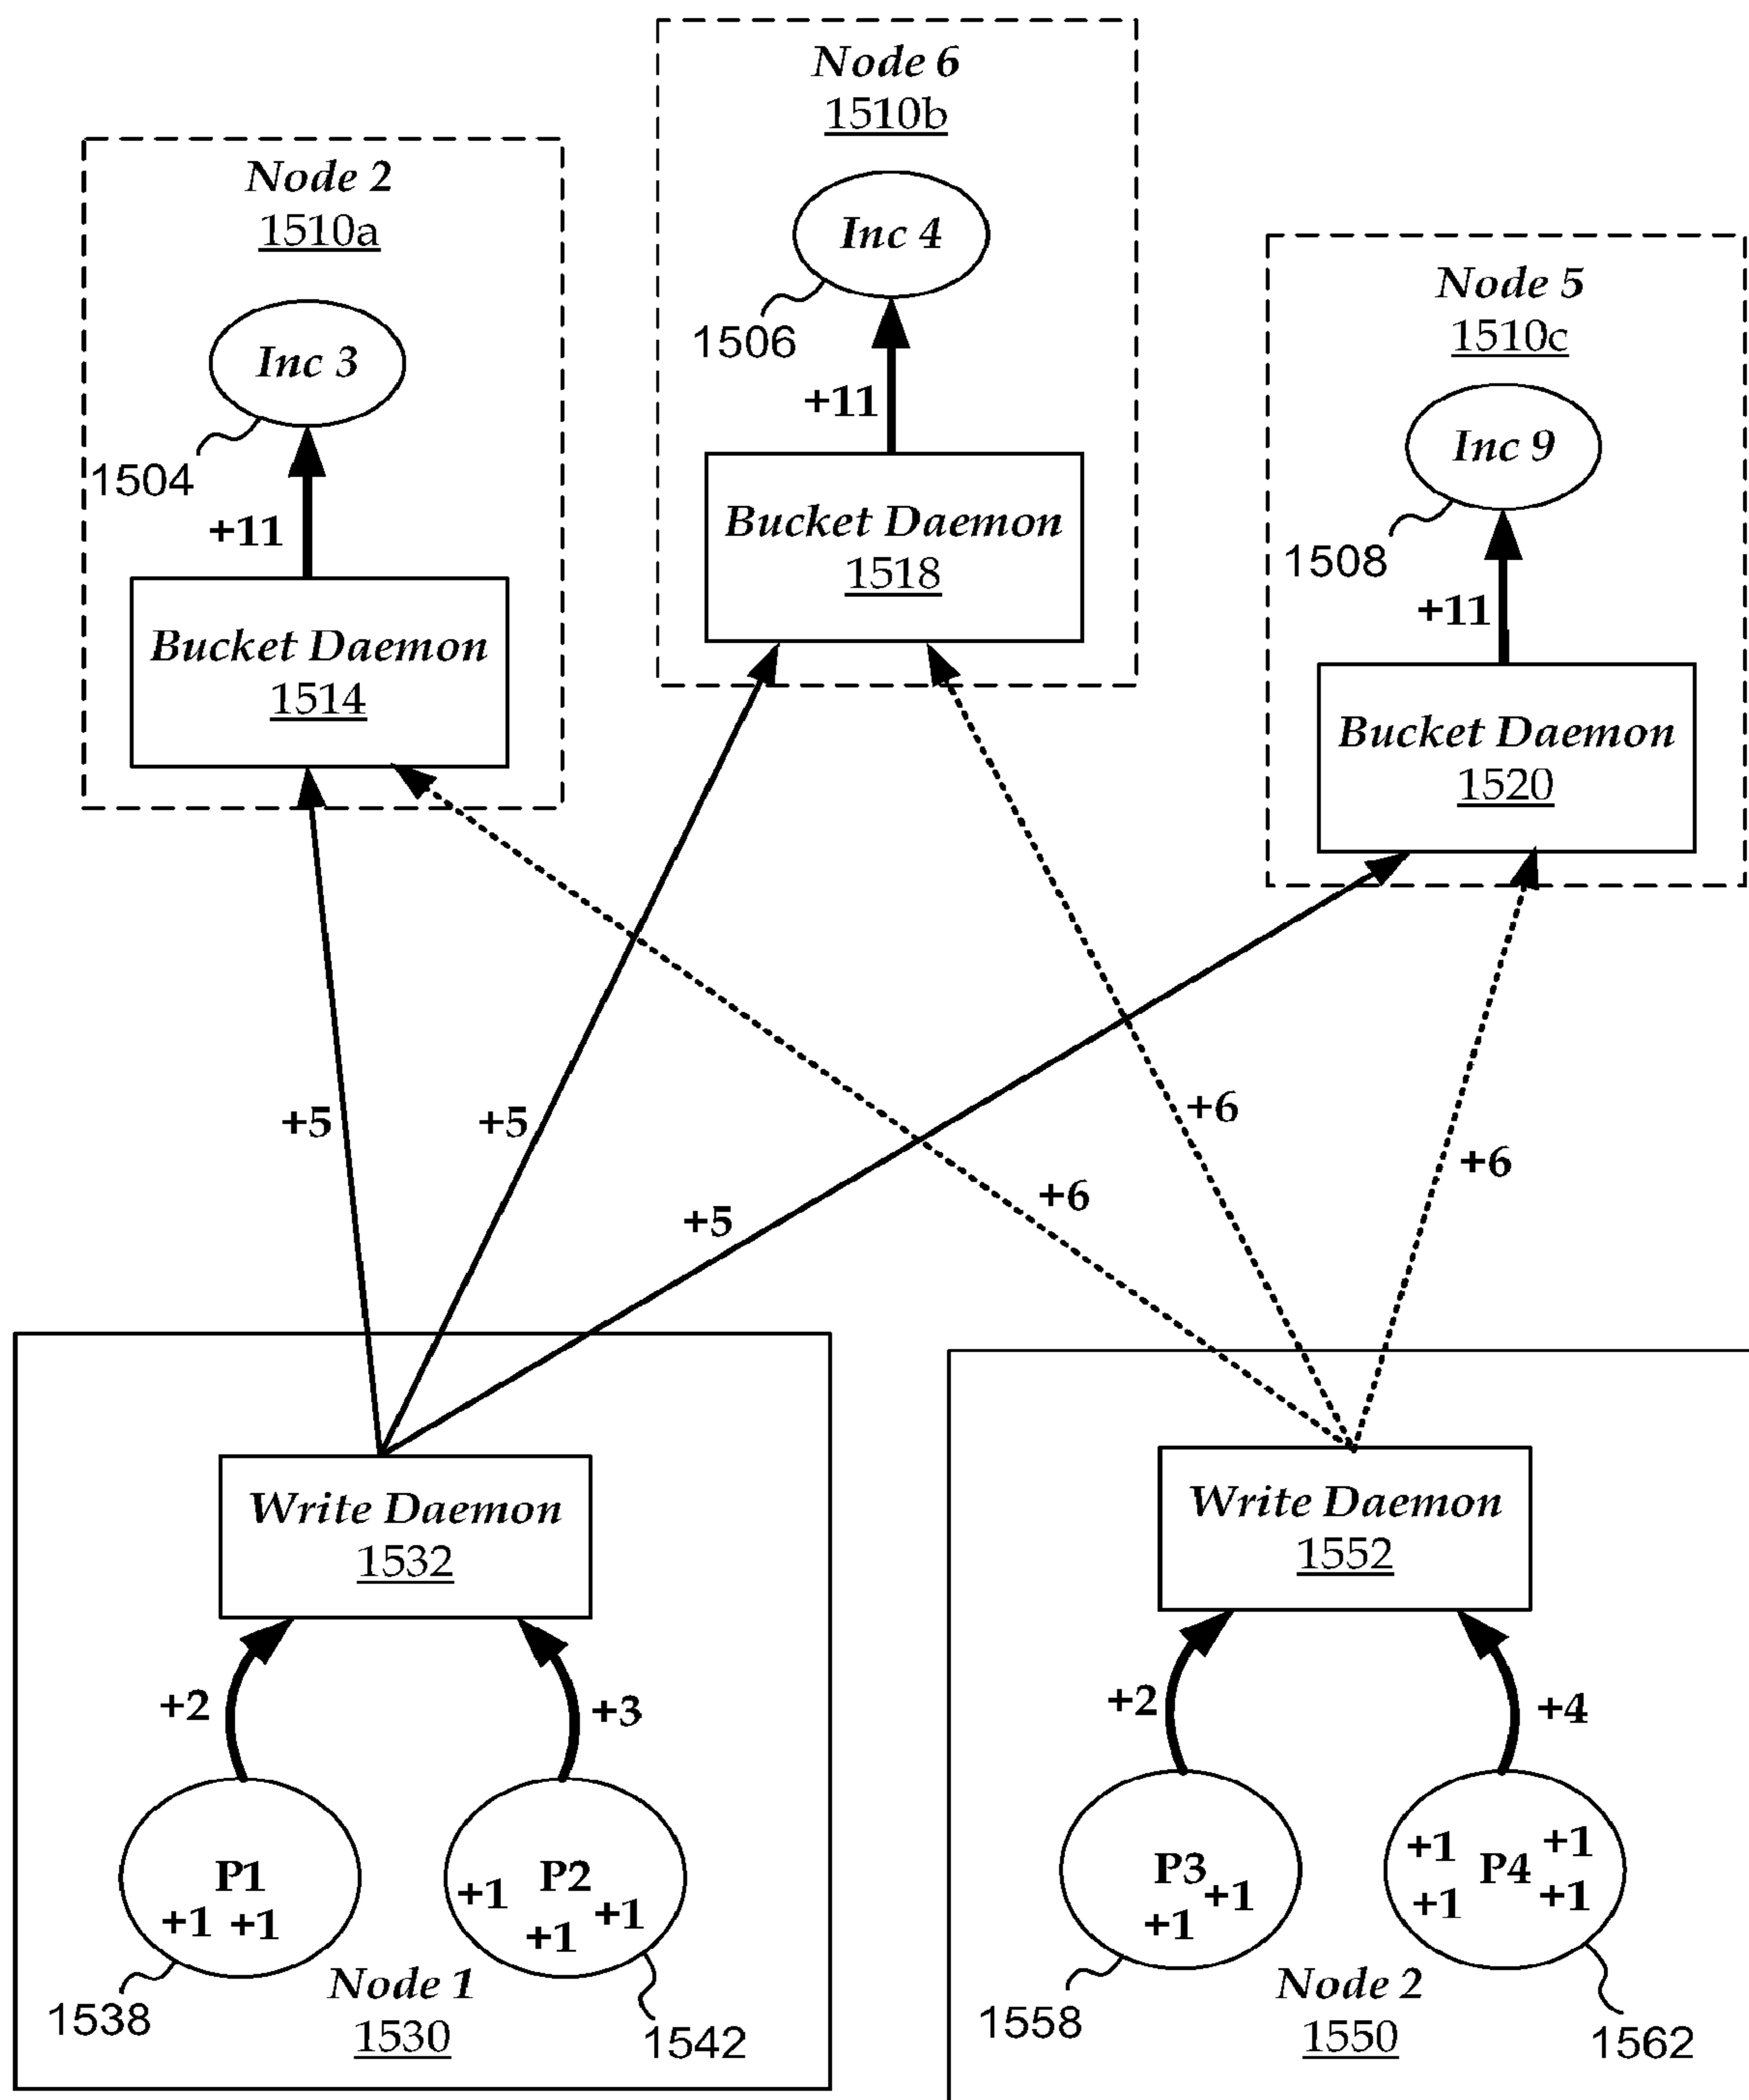 Node 6
1510b
Inc 4
1506
+11
Bucket Daemon
1518
Node 2
1510a
Inc 3
1504
+11
Bucket Daemon
1514
Node 5
1510c
Inc 9
1508
+11
Bucket Daemon
1520
+5
+5
+5
+6
+6
+6
Write Daemon
1532
+2
+3
P1
+1 +1
P2
+1
+1
+1
1538
Node 1
1530
1542
Write Daemon
1552
+2
+4
P3
+1
+1
P4
+1
+1
+1
+1
1558
Node 2
1550
1562